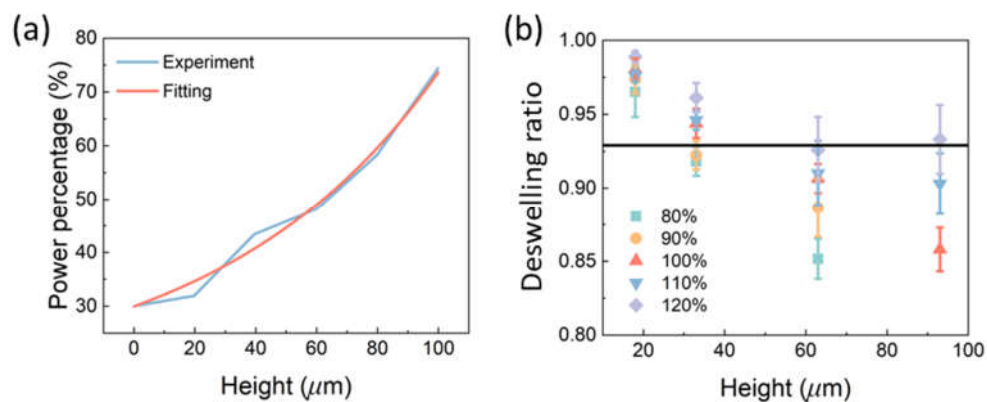 (a)
80
70
60
50
40
30
Power percentage (%)
Experiment
Fitting
0 20 40 60 80 100
Height (μm)
(b)
1.00
0.95
0.90
0.85
0.80
Deswelling ratio
80%
90%
100%
110%
120%
20 40 60 80 100
Height (μm)